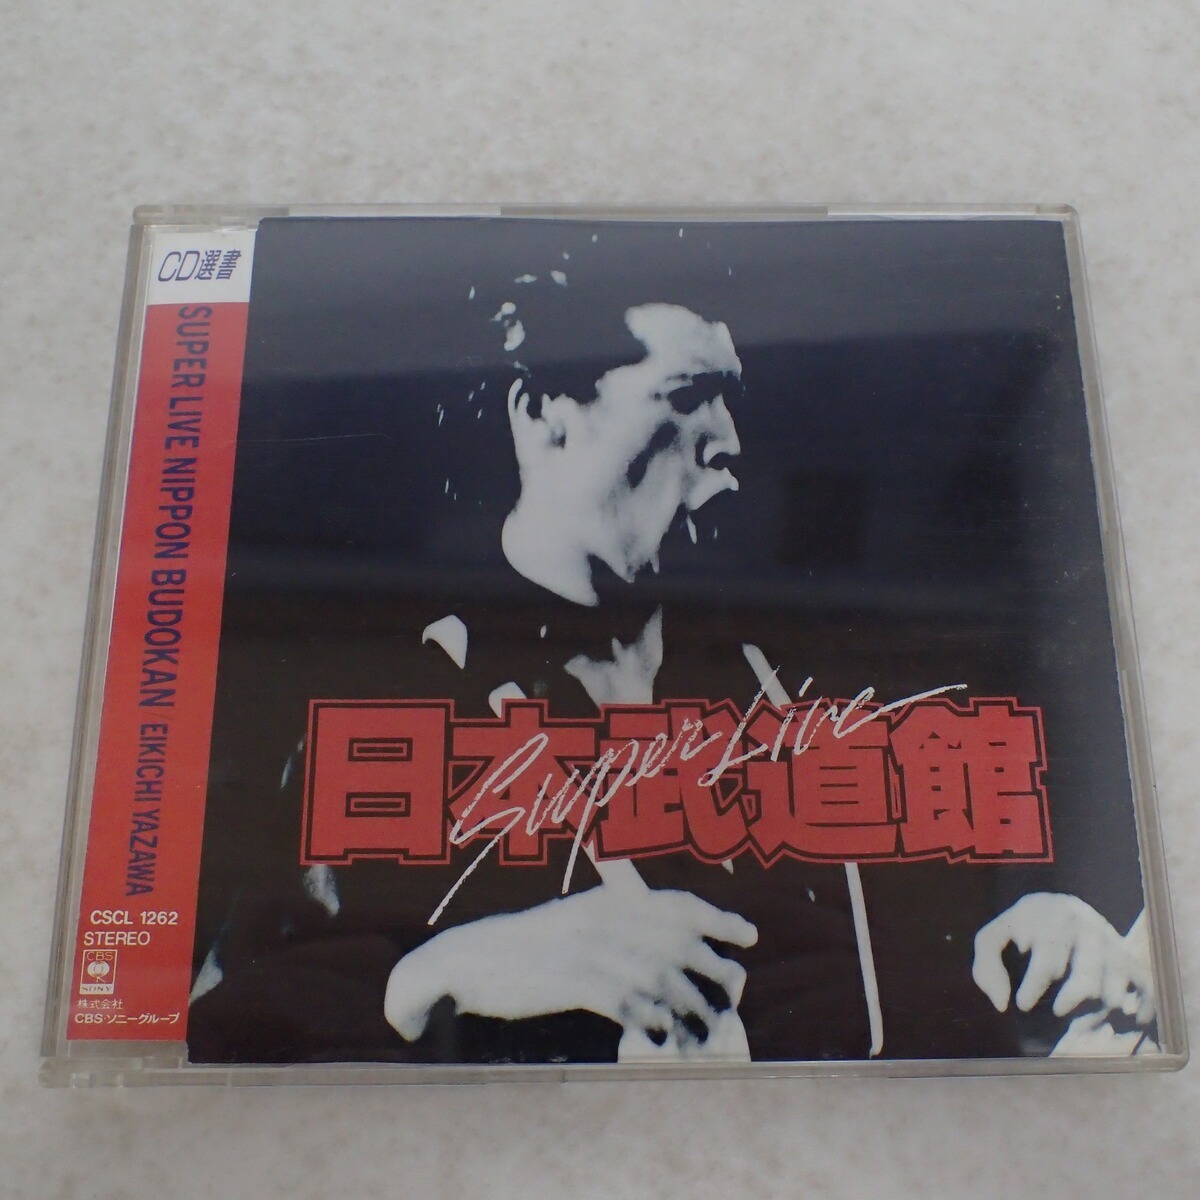 CD選書
SUPER LIVE NIPPON BUDOKAN / EIKICHI YAZAWA
CSCL 1262
STEREO
CBS
SONY
株式会社
CBS・ソニーグループ
Super Live
日本武道館